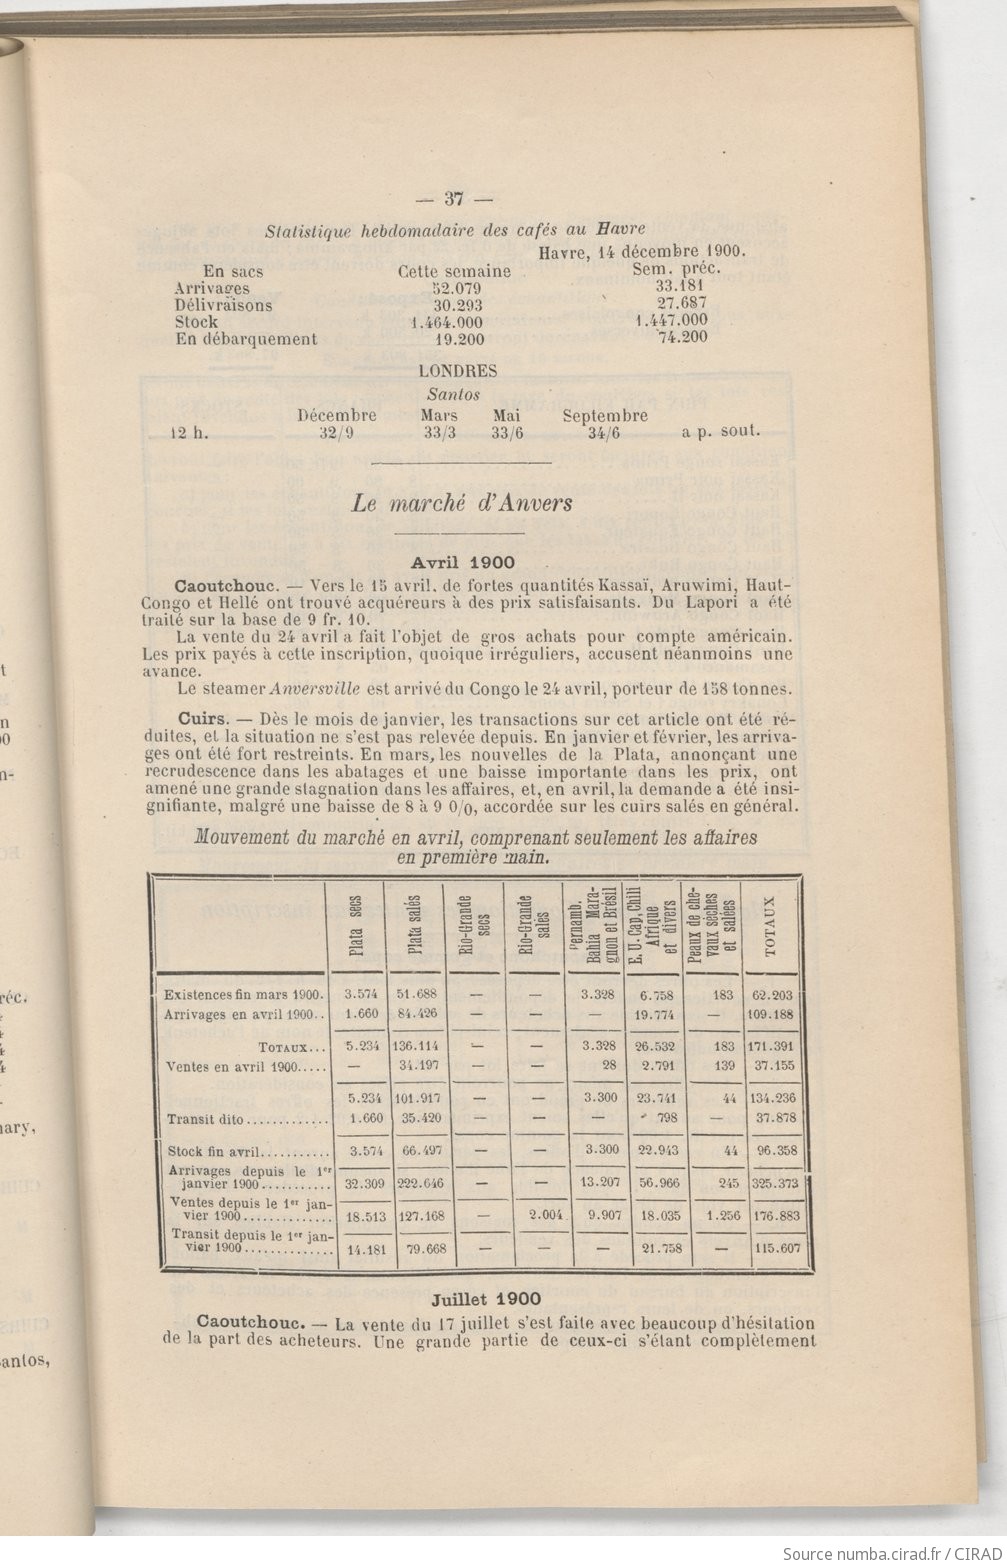 — 37 —
Statistique hebdomadaire des cafés au Havre
Havre, 14 décembre 1900.
En sacs Cette semaine Sem. préc.
Arrivages 52.079 33.181
Délivraisons 30.293 27.687
Stock 1.464.000 1.447.000
En débarquement 19.200 74.200
LONDRES
Santos
Décembre Mars Mai Septembre
12 h. 32/9 33/3 33/6 34/6 a p. sout.
Le marché d'Anvers
Avril 1900
Caoutchouc. — Vers le 15 avril, de fortes quantités Kassaï, Aruwimi, Haut-
Congo et Hellé ont trouvé acquéreurs à des prix satisfaisants. Du Lapori a été
traité sur la base de 9 fr. 10.
La vente du 24 avril a fait l'objet de gros achats pour compte américain.
Les prix payés à cette inscription, quoique irréguliers, accusent néanmoins une
avance.
Le steamer Anversville est arrivé du Congo le 24 avril, porteur de 158 tonnes.
Cuirs. — Dès le mois de janvier, les transactions sur cet article ont été ré-
duites, et la situation ne s'est pas relevée depuis. En janvier et février, les arriva-
ges ont été fort restreints. En mars, les nouvelles de la Plata, annonçant une
recrudescence dans les abatages et une baisse importante dans les prix, ont
amené une grande stagnation dans les affaires, et, en avril, la demande a été insi-
gnifiante, malgré une baisse de 8 à 9 0/0, accordée sur les cuirs salés en général.
Mouvement du marché en avril, comprenant seulement les affaires
en première main.
Plata secs
Plata salés
Rio-Grande
secs
Rio-Grande
salés
Pernamb.
Bahia Mara-
gnon et Brésil
E. U. Cap, Chili
Afrique
et divers
Peaux de che-
vaux sèches
et salées
TOTAUX
Existences fin mars 1900. 3.574 51.688 — — 3.328 6.758 183 62.203
Arrivages en avril 1900.. 1.660 84.426 — — — 19.774 — 109.188
TOTAUX... 5.234 136.114 — — 3.328 26.532 183 171.391
Ventes en avril 1900..... — 34.197 — — 28 2.791 139 37.155
5.234 101.917 — — 3.300 23.741 44 134.236
Transit dito............. 1.660 35.420 — — — 798 — 37.878
Stock fin avril........... 3.574 66.497 — — 3.300 22.943 44 96.358
Arrivages depuis le 1er
janvier 1900........... 32.309 222.646 — — 13.207 56.966 245 325.373
Ventes depuis le 1er jan-
vier 1900.............. 18.513 127.168 — 2.004 9.907 18.035 1.256 176.883
Transit depuis le 1er jan-
vier 1900.............. 14.181 79.668 — — — 21.758 — 115.607
Juillet 1900
Caoutchouc. — La vente du 17 juillet s'est faite avec beaucoup d'hésitation
de la part des acheteurs. Une grande partie de ceux-ci s'étant complètement
Source numba.cirad.fr / CIRAD